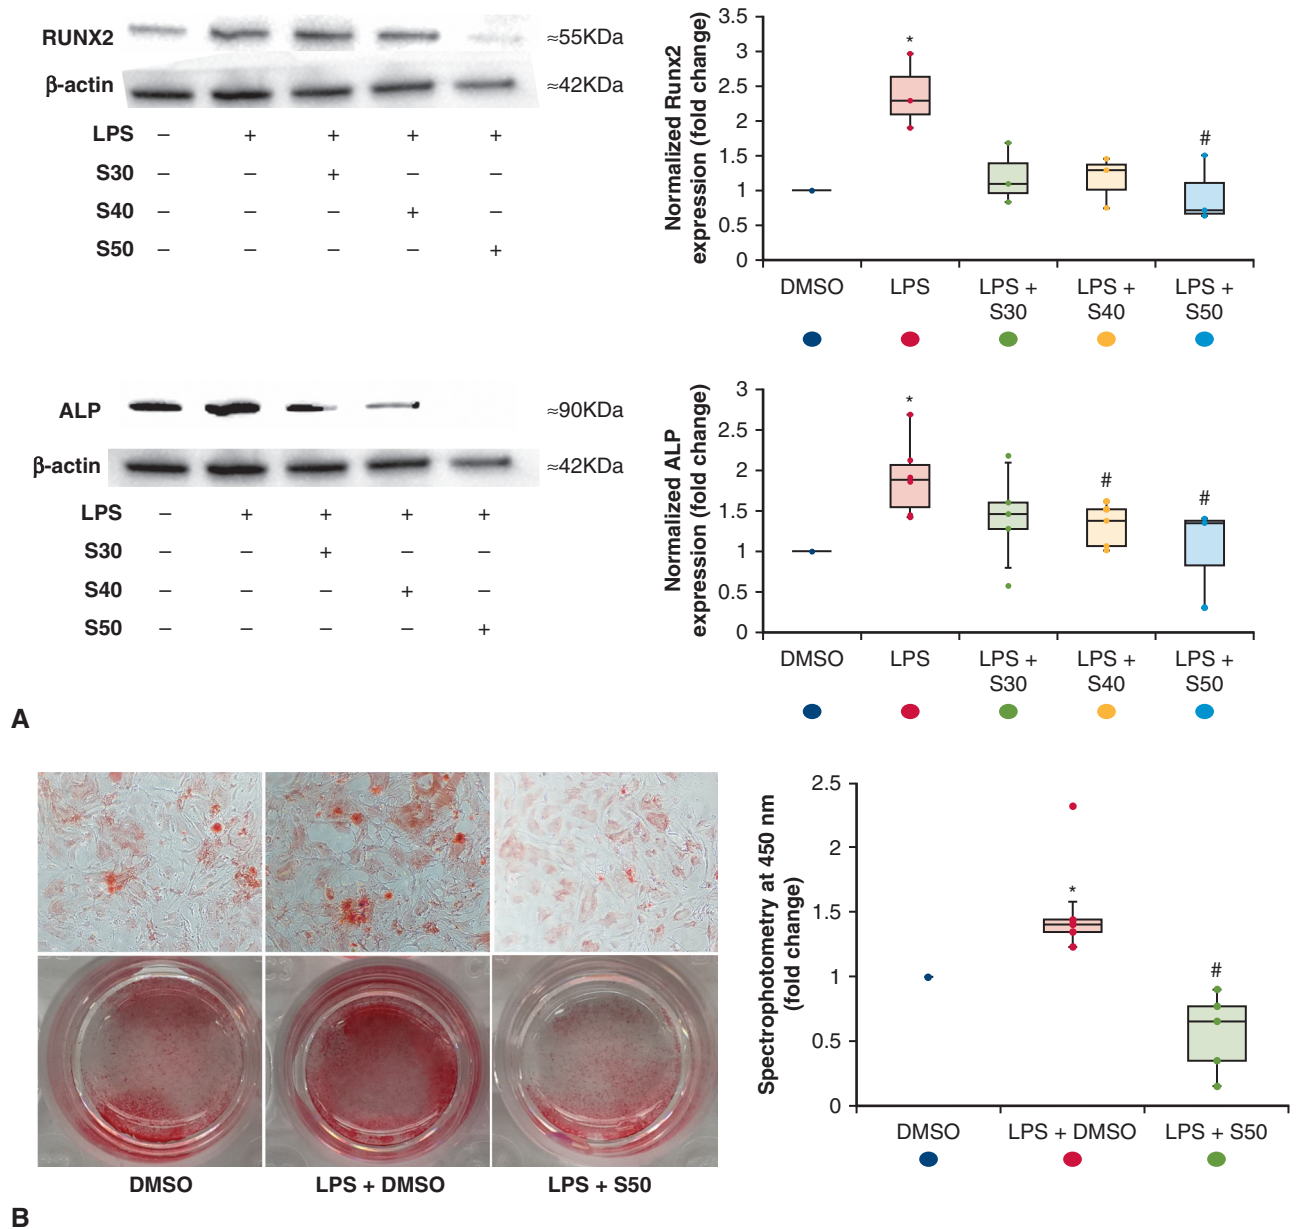 RUNX2 ≈55KDa
β-actin ≈42KDa
LPS – + + + +
S30 – – + – –
S40 – – – + –
S50 – – – – +
Normalized Runx2
expression (fold change)
3.5
3
2.5
2
1.5
1
0.5
0
*
#
DMSO LPS LPS + LPS + LPS +
S30 S40 S50
ALP ≈90KDa
β-actin ≈42KDa
LPS – + + + +
S30 – – + – –
S40 – – – + –
S50 – – – – +
Normalized ALP
expression (fold change)
3
2.5
2
1.5
1
0.5
0
*
# #
DMSO LPS LPS + LPS + LPS +
S30 S40 S50
A
DMSO LPS + DMSO LPS + S50
Spectrophotometry at 450 nm
(fold change)
2.5
2
1.5
1
0.5
0
*
#
DMSO LPS + DMSO LPS + S50
B